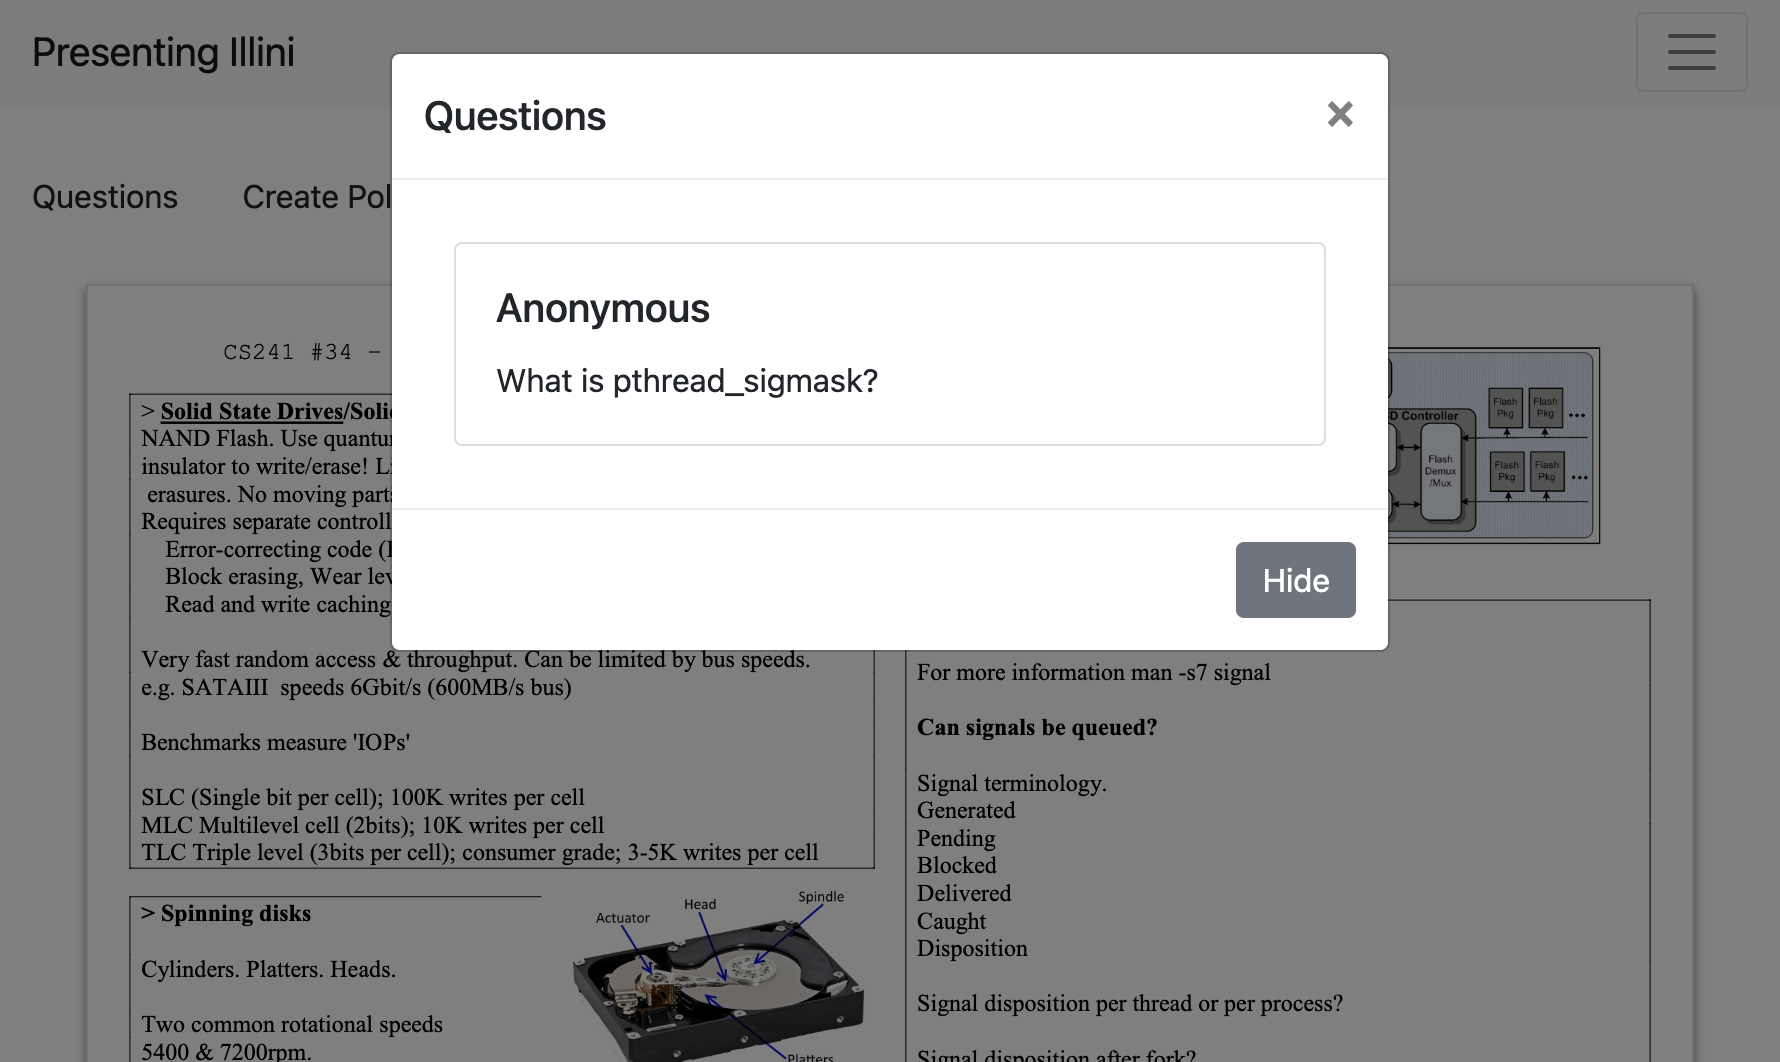 Presenting Illini
Questions
×
Questions
Create Pol
Anonymous
What is pthread_sigmask?
Hide
CS241 #34 -
> Solid State Drives/Soli
NAND Flash. Use quantu
insulator to write/erase! L
erasures. No moving part
Requires separate controll
Error-correcting code (
Block erasing, Wear lev
Read and write caching
Very fast random access & throughput. Can be limited by bus speeds.
e.g. SATAIII speeds 6Gbit/s (600MB/s bus)
Benchmarks measure 'IOPs'
SLC (Single bit per cell); 100K writes per cell
MLC Multilevel cell (2bits); 10K writes per cell
TLC Triple level (3bits per cell); consumer grade; 3-5K writes per cell
> Spinning disks
Cylinders. Platters. Heads.
Two common rotational speeds
5400 & 7200rpm.
Actuator
Head
Spindle
Platters
D Controller
Flash Pkg
Flash Pkg
...
Flash
Demux
/Mux
Flash Pkg
Flash Pkg
...
For more information man -s7 signal
Can signals be queued?
Signal terminology.
Generated
Pending
Blocked
Delivered
Caught
Disposition
Signal disposition per thread or per process?
Signal disposition after fork?